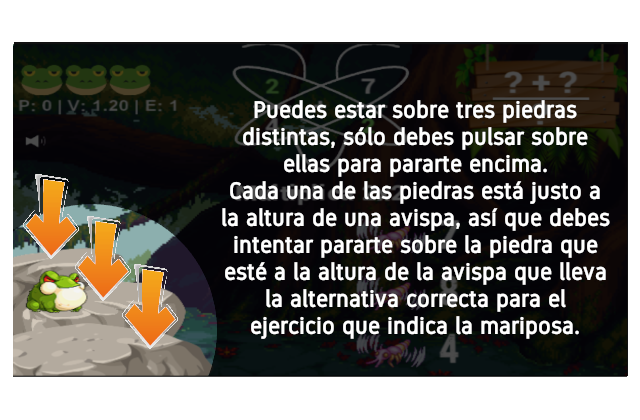 2
7
? + ?
P: 0 | V: 1.20 | E: 1
Puedes estar sobre tres piedras
distintas, sólo debes pulsar sobre
ellas para pararte encima.
Cada una de las piedras está justo a
la altura de una avispa, así que debes
intentar pararte sobre la piedra que
esté a la altura de la avispa que lleva
la alternativa correcta para el
ejercicio que indica la mariposa.
4